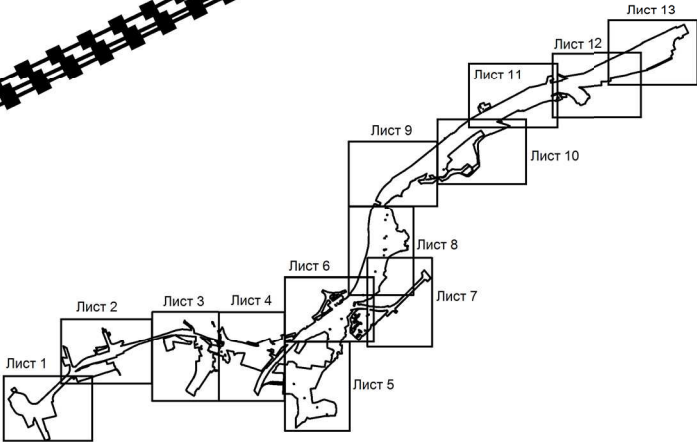 Лист 13
Лист 12
Лист 11
Лист 9
Лист 10
Лист 8
Лист 6
Лист 7
Лист 2
Лист 3
Лист 4
Лист 1
Лист 5